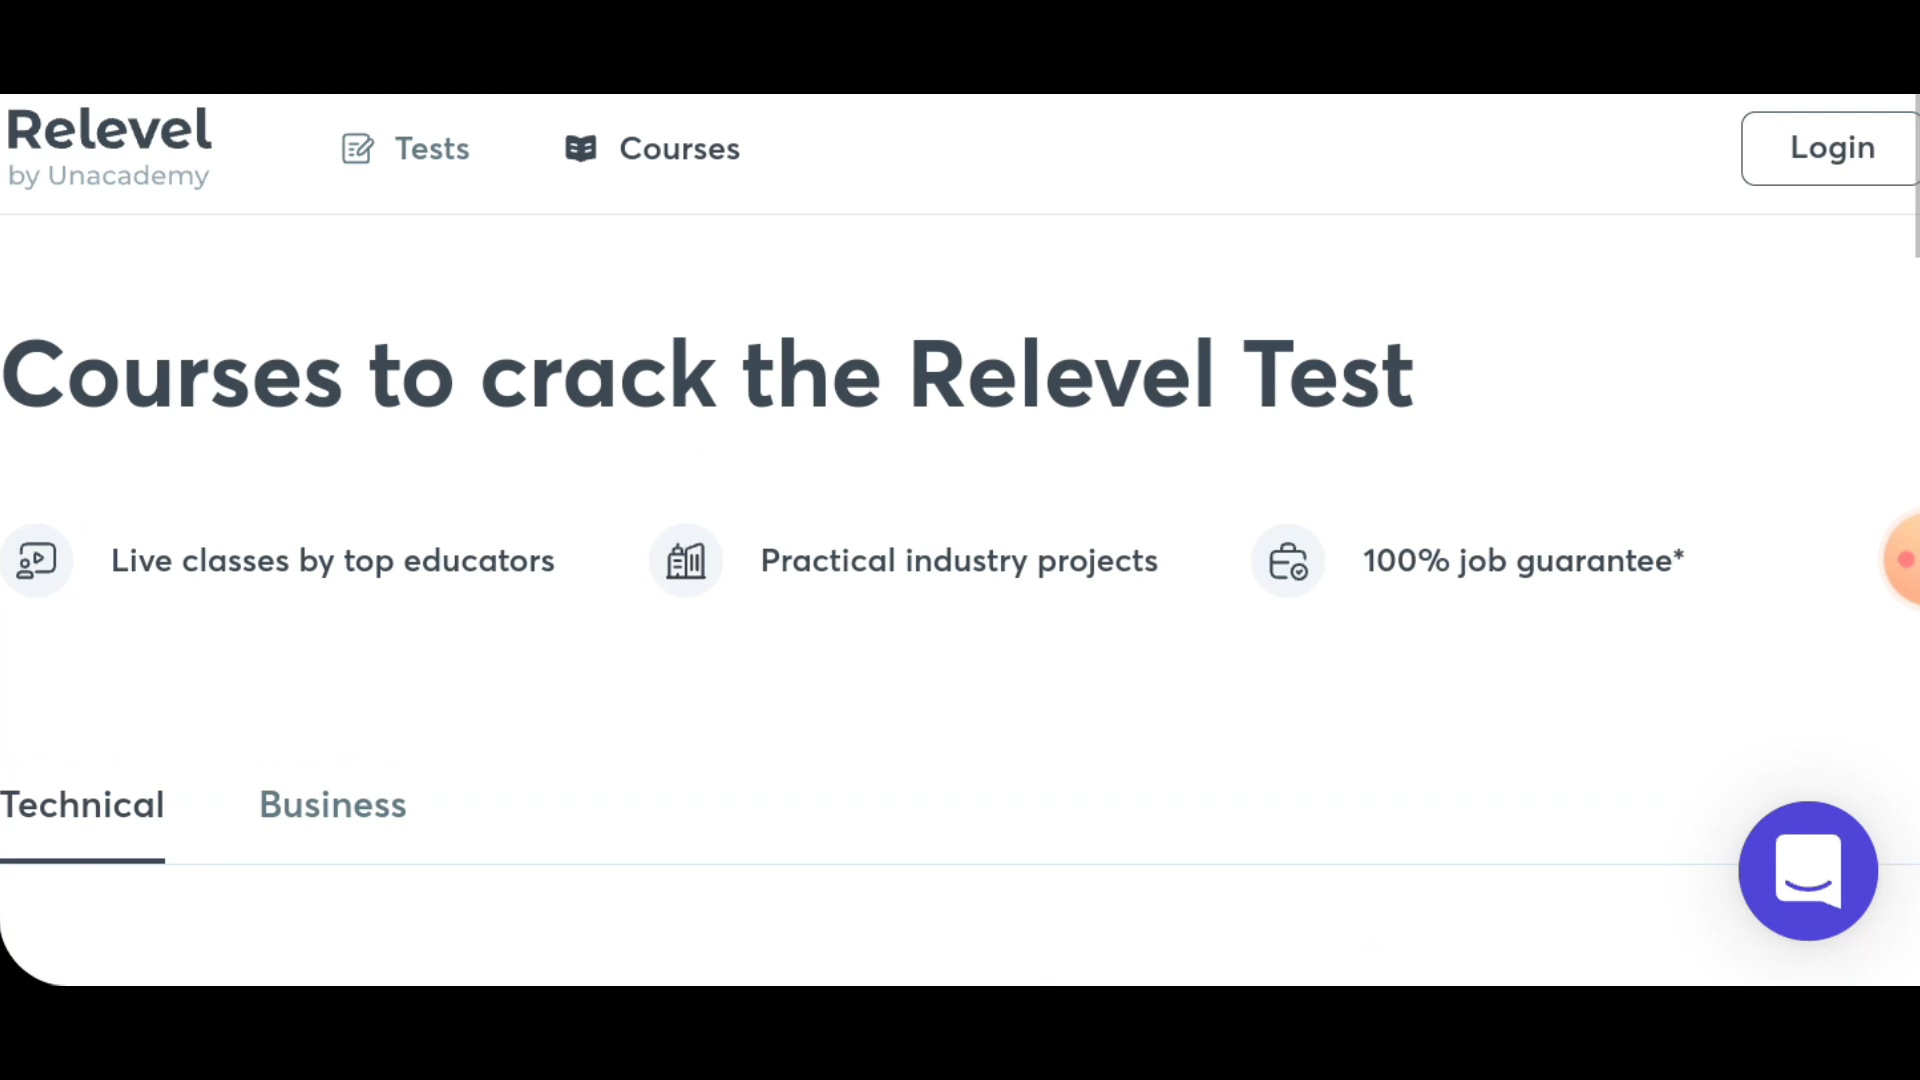 Relevel
by Unacademy
Tests
Courses
Login
Courses to crack the Relevel Test
Live classes by top educators
Practical industry projects
100% job guarantee*
Technical
Business